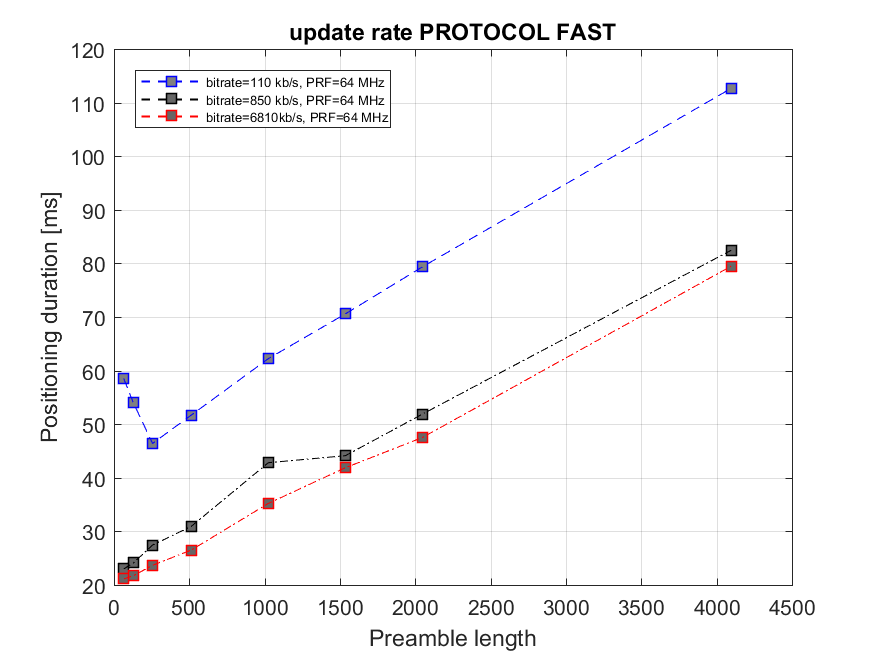 update rate PROTOCOL FAST
120
110
100
90
80
70
60
50
40
30
20
Positioning duration [ms]
bitrate=110 kb/s, PRF=64 MHz
bitrate=850 kb/s, PRF=64 MHz
bitrate=6810kb/s, PRF=64 MHz
0 500 1000 1500 2000 2500 3000 3500 4000 4500
Preamble length